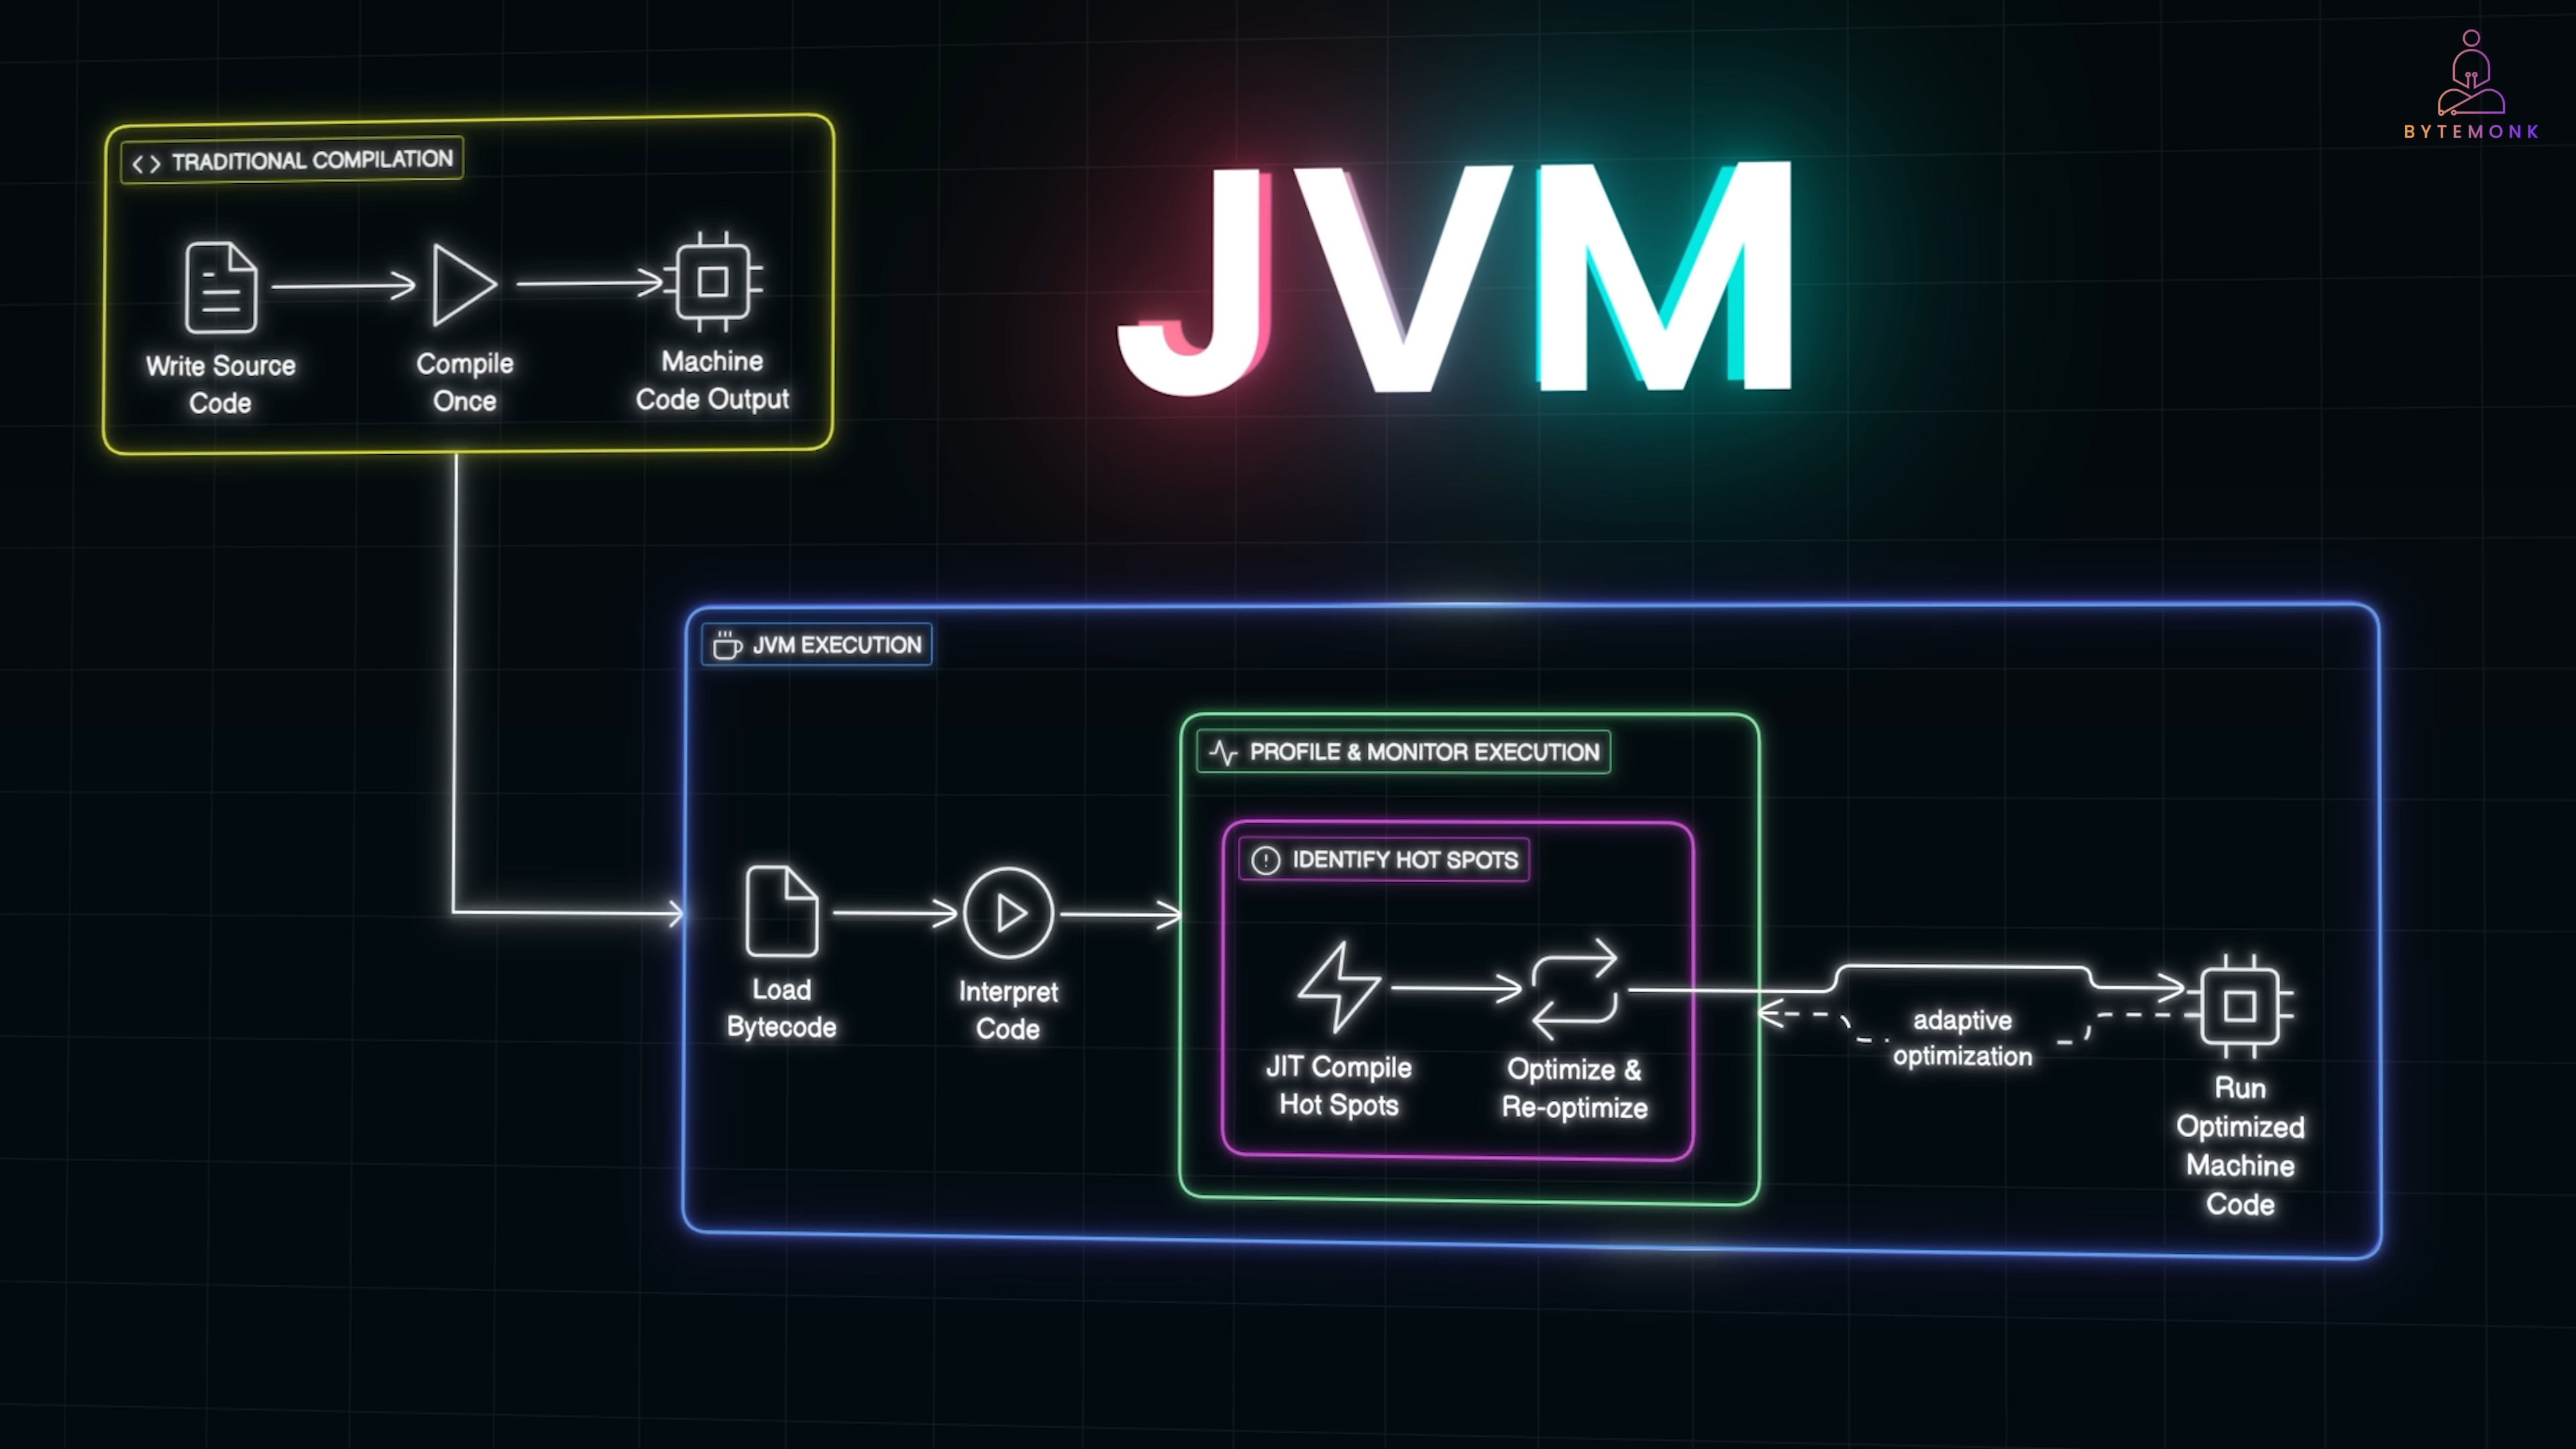 BYTEMONK
JVM
TRADITIONAL COMPILATION
Write Source
Code
Compile
Once
Machine
Code Output
JVM EXECUTION
Load
Bytecode
Interpret
Code
PROFILE & MONITOR EXECUTION
IDENTIFY HOT SPOTS
JIT Compile
Hot Spots
Optimize &
Re-optimize
adaptive
optimization
Run
Optimized
Machine
Code